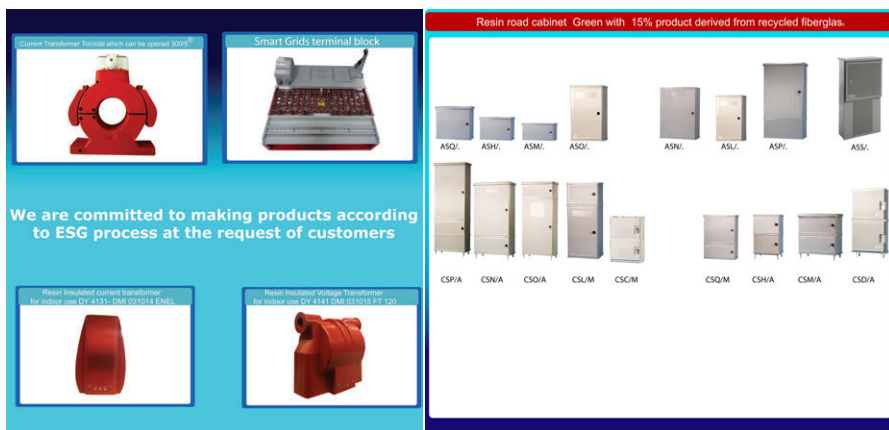 Current Transformer Toroidal which can be opened 300/5
Smart Grids terminal block
We are committed to making products according
to ESG process at the request of customers
Resin Insulated current transformer
for indoor use DY 4131- DMI 031014 ENEL
Resin Insulated Voltage Transformer
for Indoor use DY 4141 DMI 031015 FT 120
Resin road cabinet Green with 15% product derived from recycled fiberglas.
ASQ/. ASH/. ASM/. ASO/. ASN/. ASL/. ASP/. ASS/.
CSP/A CSN/A CSO/A CSL/M CSC/M CSQ/M CSH/A CSM/A CSD/A